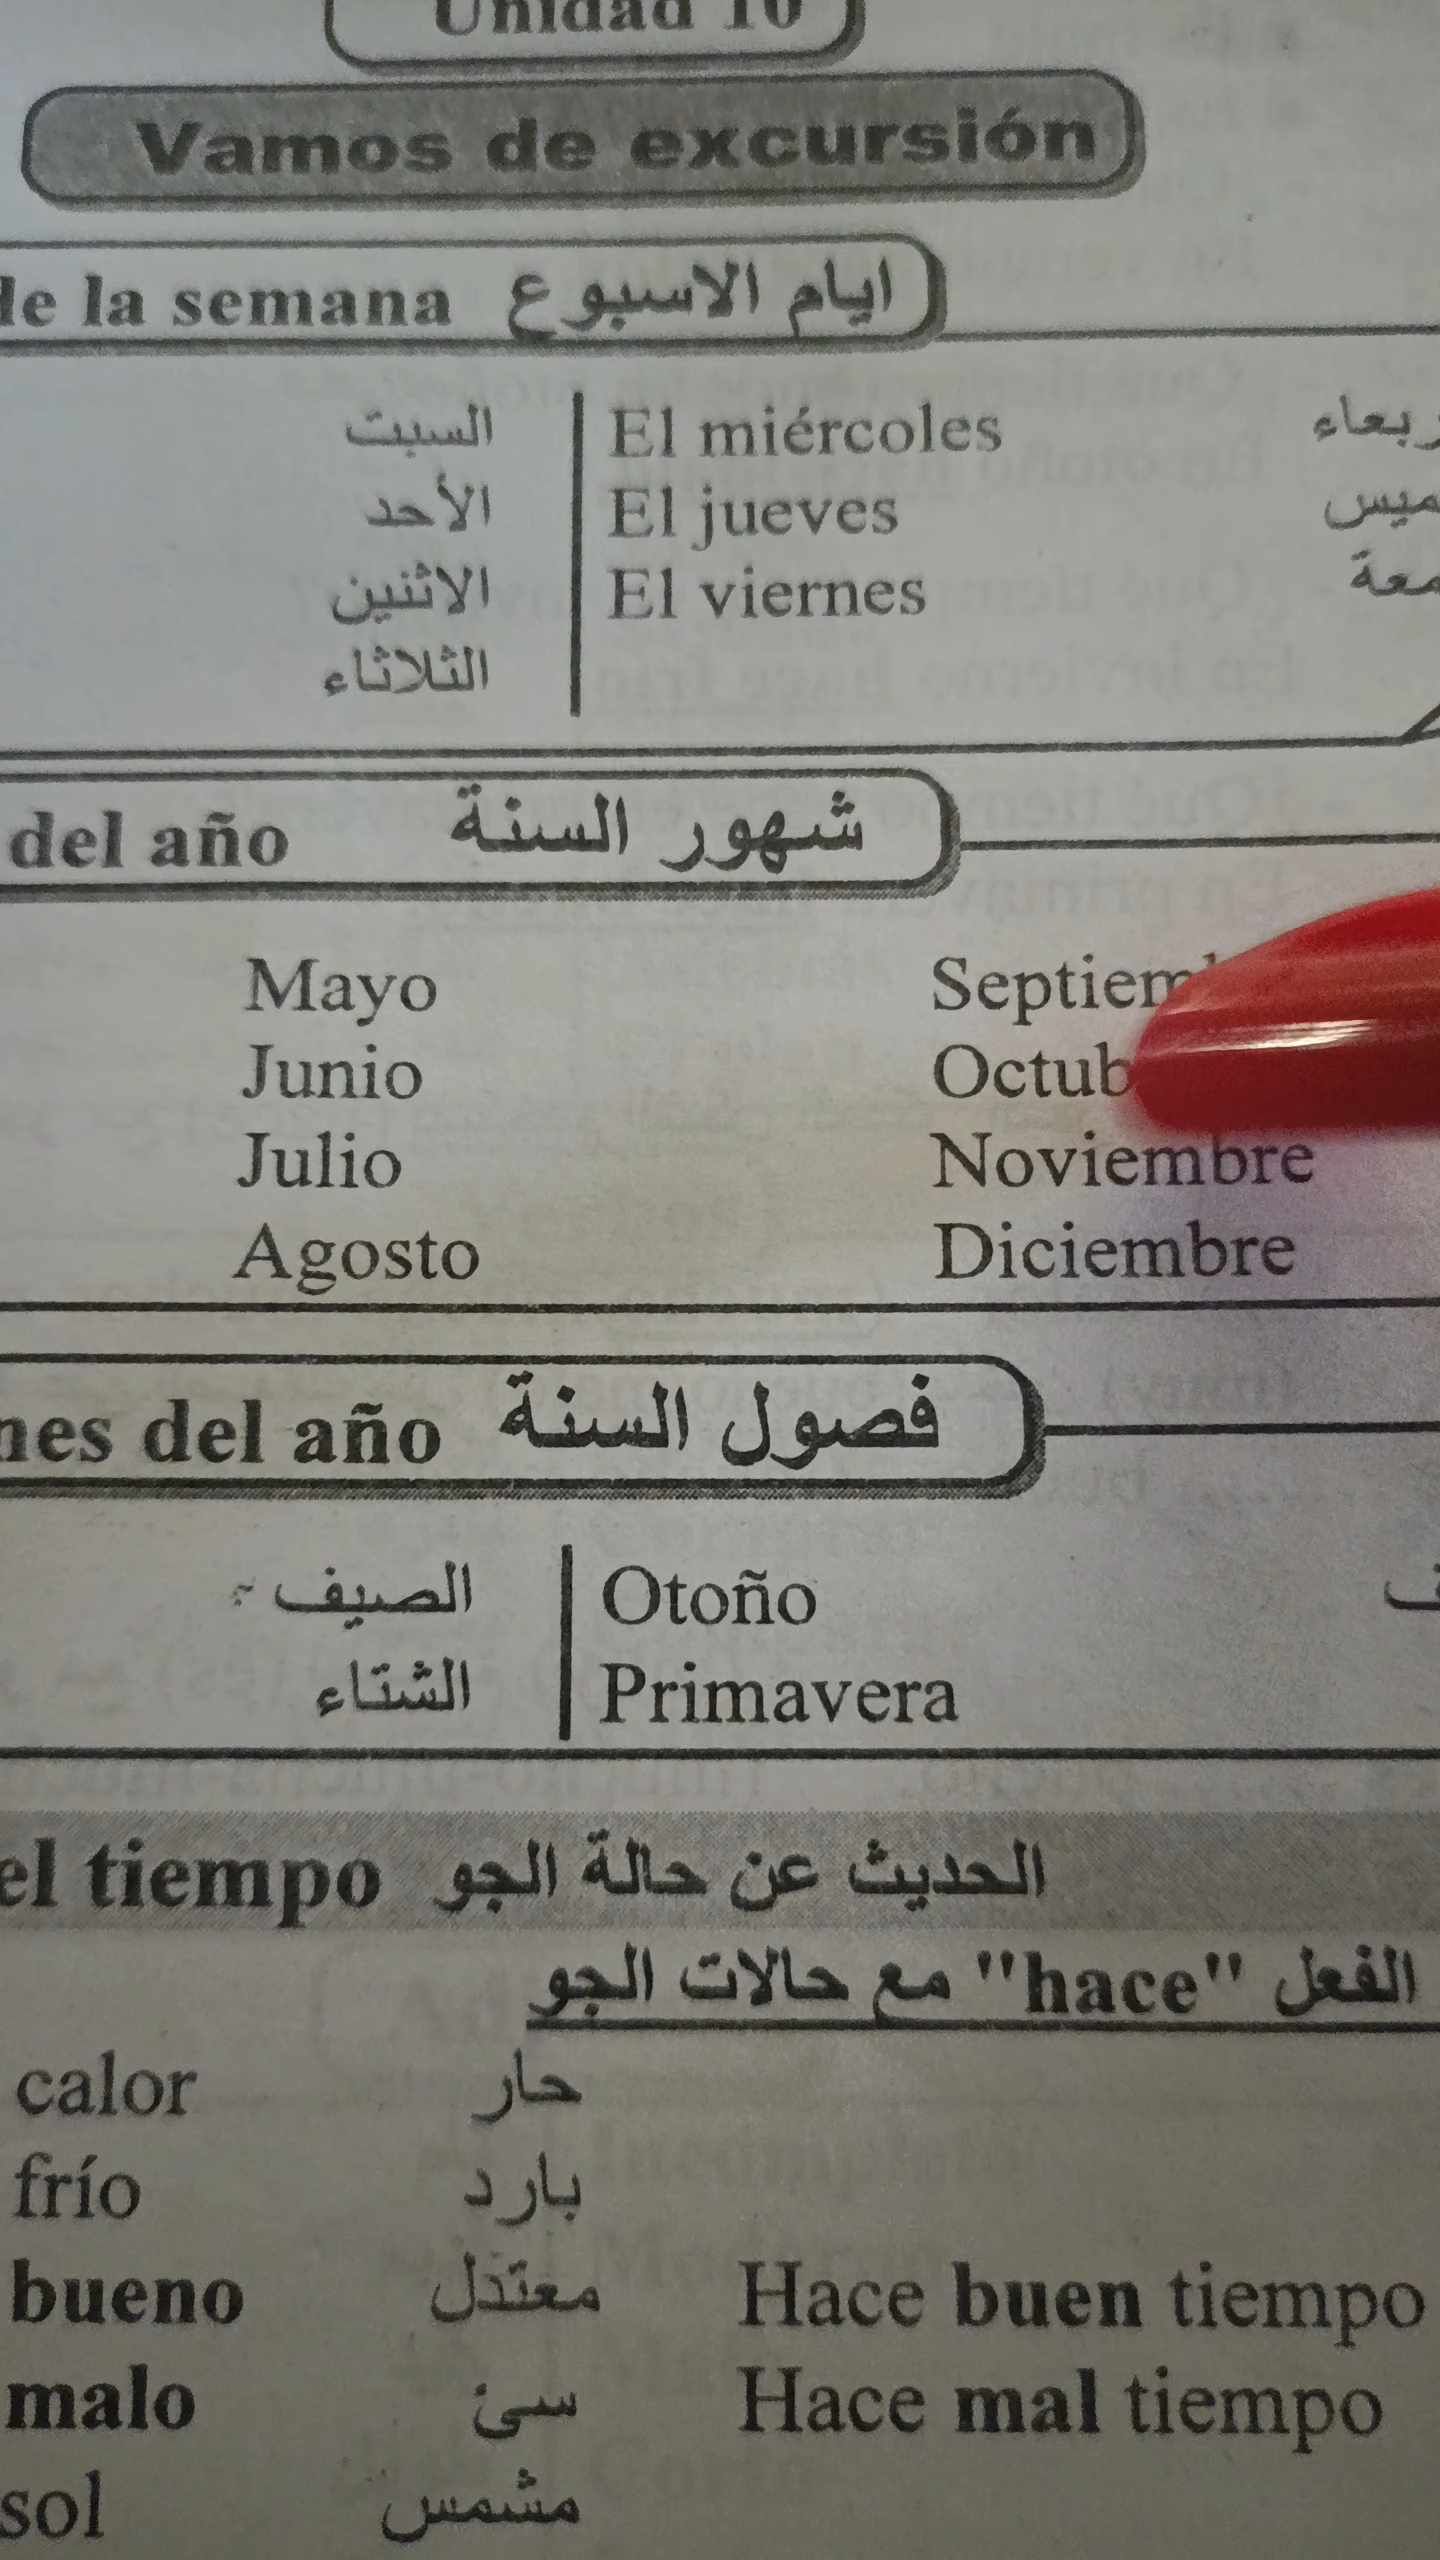 Unidad 10
Vamos de excursión
de la semana ايام الاسبوع
السبت El miércoles
الأحد El jueves
الاثنين El viernes
الثلاثاء
del año شهور السنة
Mayo
Junio Octub
Julio Noviembre
Agosto Diciembre
del año فصول السنة
الصيف Otoño
الشتاء Primavera
el tiempo الحديث عن حالة الجو
الفعل "hace" مع حالات الجو
calor حار
frío بارد
bueno معتدل Hace buen tiempo
malo سئ Hace mal tiempo
sol مشمس